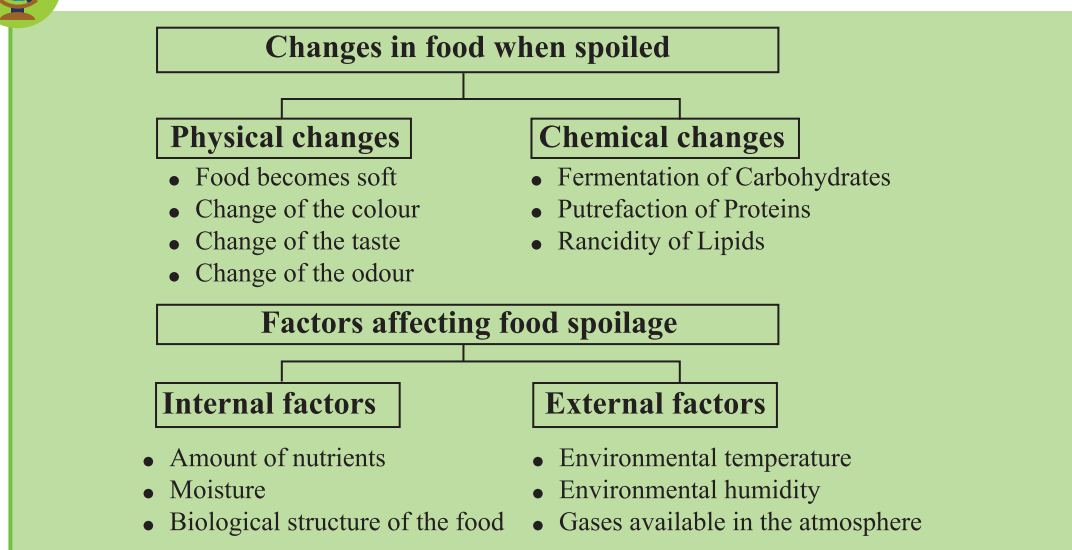 Changes in food when spoiled
Physical changes
• Food becomes soft
• Change of the colour
• Change of the taste
• Change of the odour
Chemical changes
• Fermentation of Carbohydrates
• Putrefaction of Proteins
• Rancidity of Lipids
Factors affecting food spoilage
Internal factors
• Amount of nutrients
• Moisture
• Biological structure of the food
External factors
• Environmental temperature
• Environmental humidity
• Gases available in the atmosphere